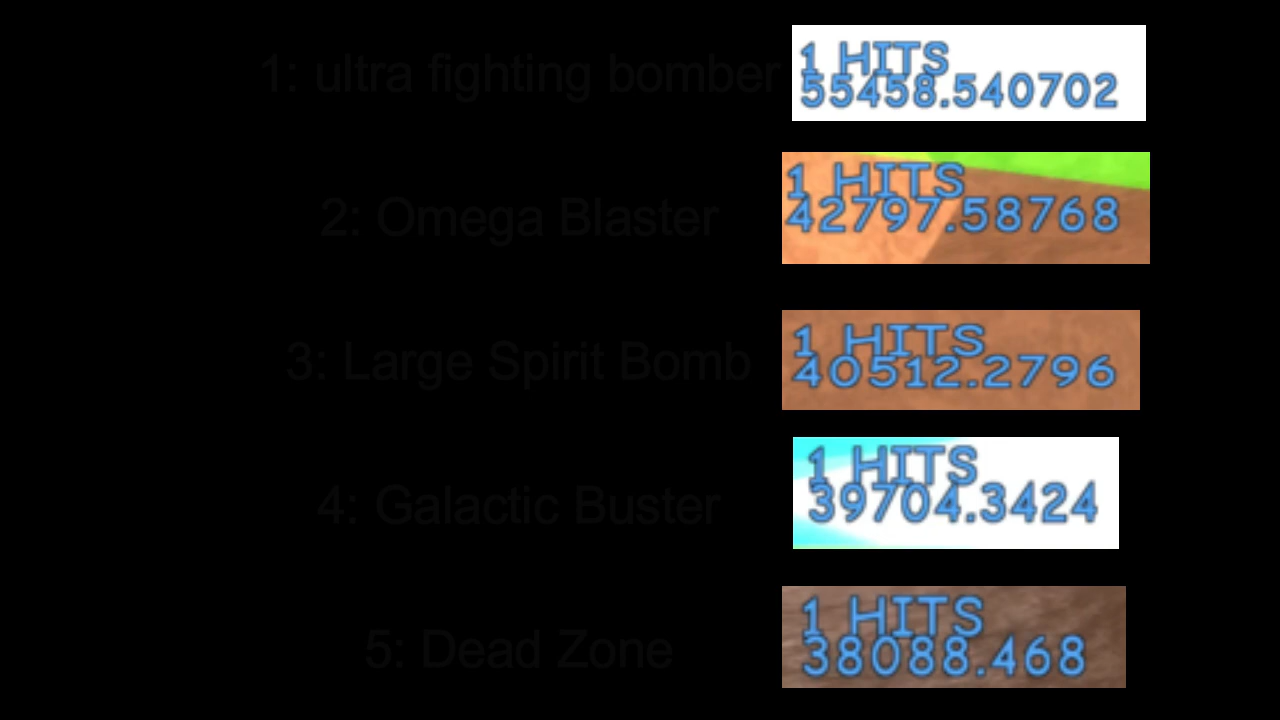 1: ultra fighting bomber
1 HITS
55458.540702
2: Omega Blaster
1 HITS
42797.58768
3: Large Spirit Bomb
1 HITS
40512.2796
4: Galactic Buster
1 HITS
39704.3424
5: Dead Zone
1 HITS
38088.468